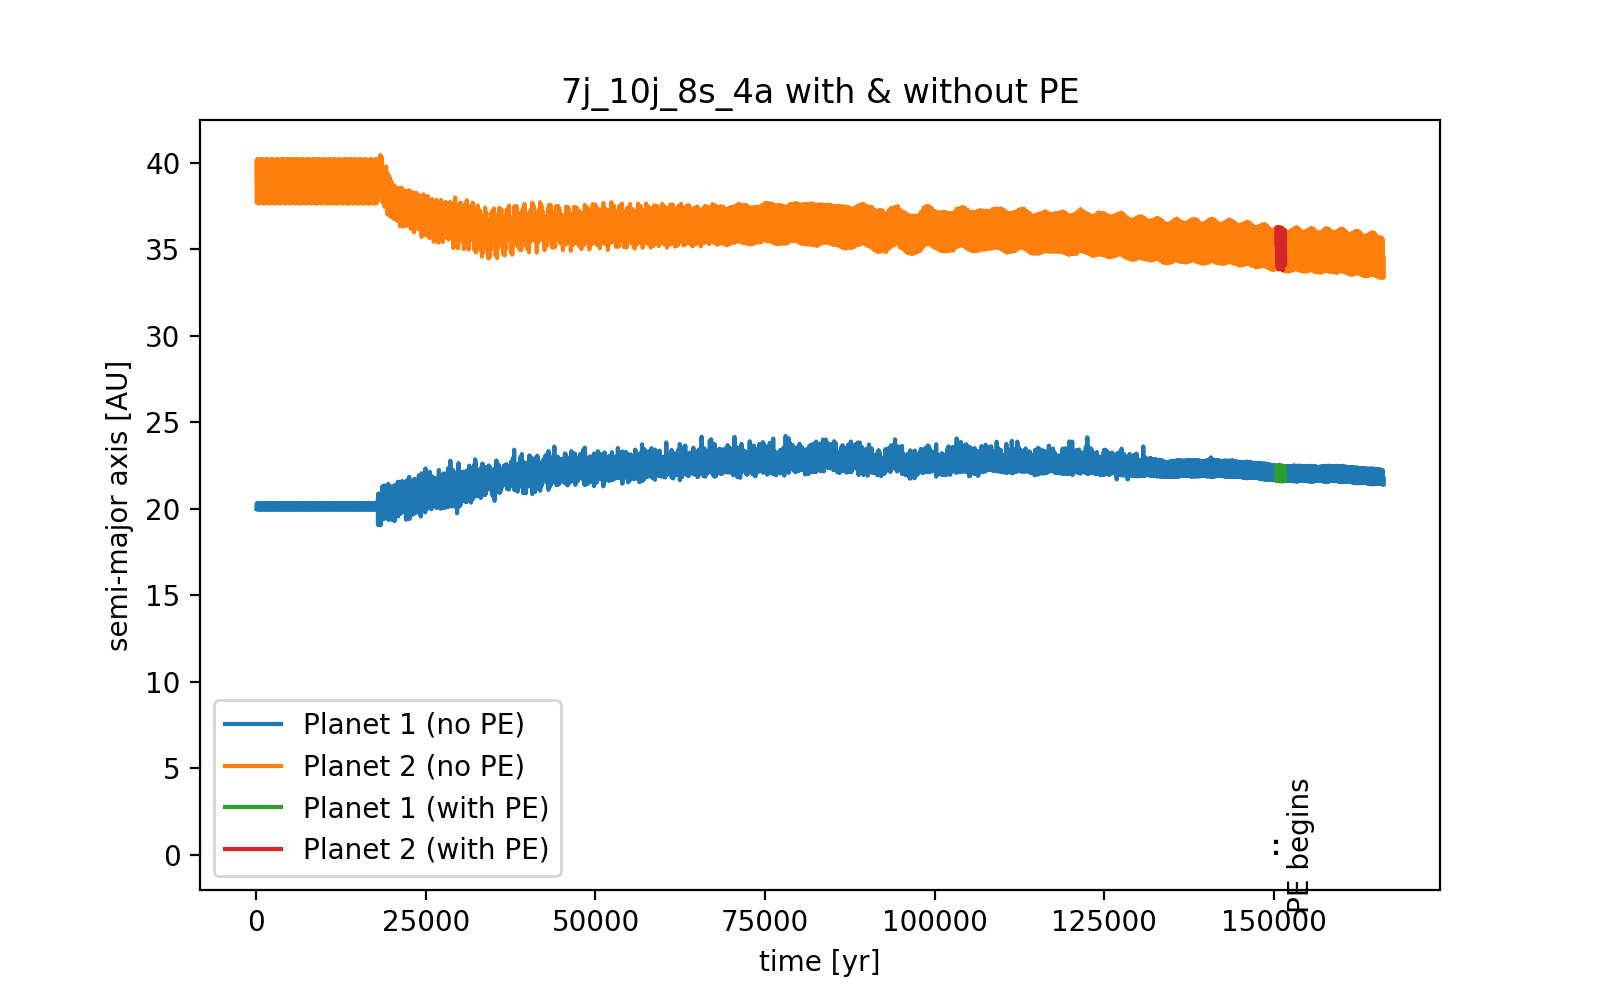 7j_10j_8s_4a with & without PE
semi-major axis [AU]
40
35
30
25
20
15
10
5
0
Planet 1 (no PE)
Planet 2 (no PE)
Planet 1 (with PE)
Planet 2 (with PE)
PE begins
0
25000
50000
75000
100000
125000
150000
time [yr]